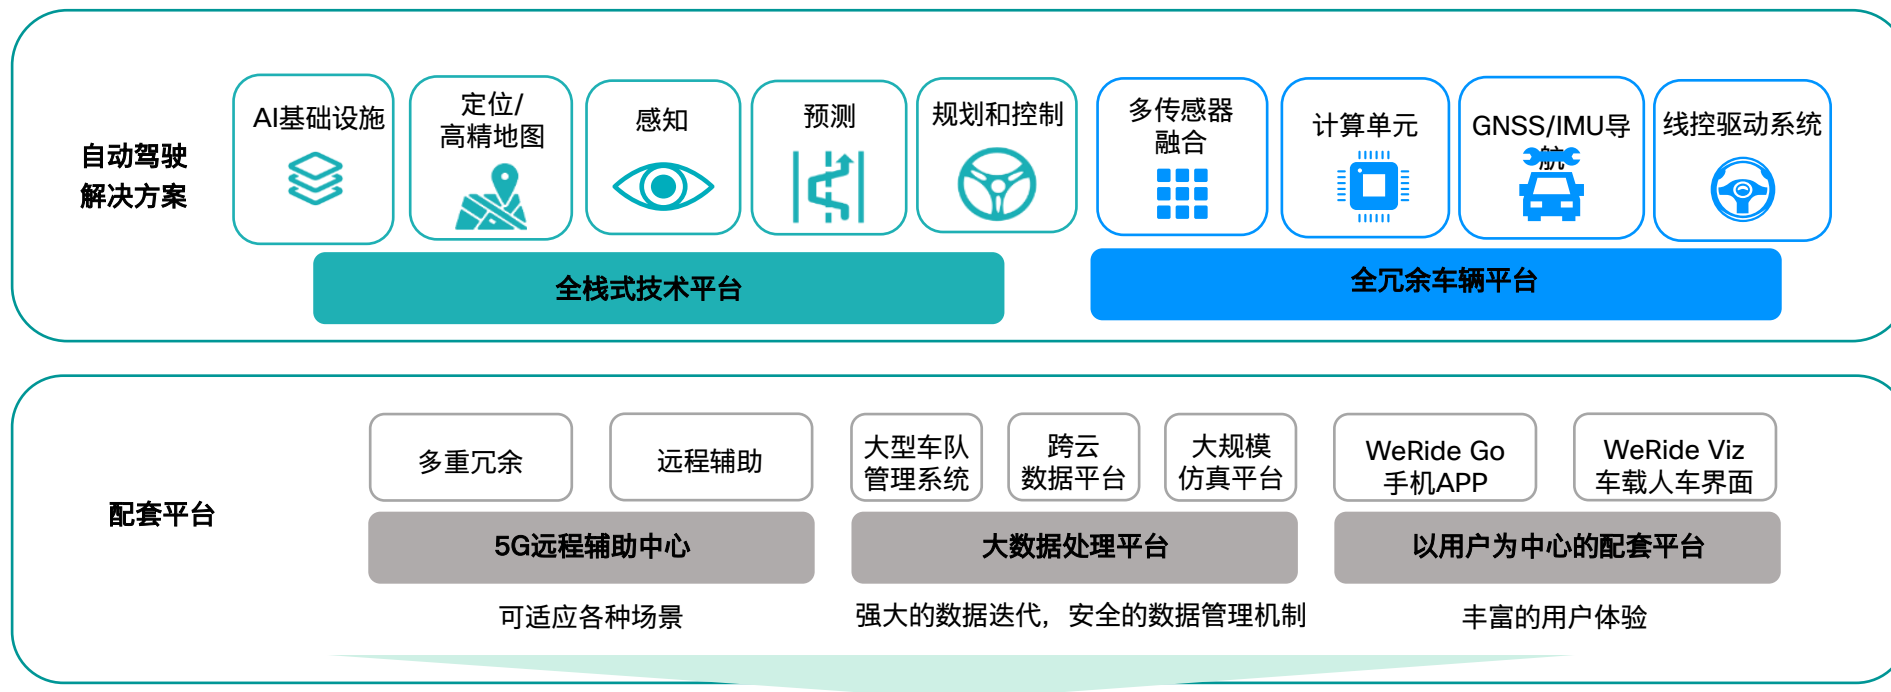 自动驾驶
解决方案
AI基础设施
定位/
高精地图
感知
预测
规划和控制
多传感器
融合
计算单元
GNSS/IMU导
航
线控驱动系统
全栈式技术平台
全冗余车辆平台
配套平台
多重冗余
远程辅助
大型车队
管理系统
跨云
数据平台
大规模
仿真平台
WeRide Go
手机APP
WeRide Viz
车载人车界面
5G远程辅助中心
大数据处理平台
以用户为中心的配套平台
可适应各种场景
强大的数据迭代，安全的数据管理机制
丰富的用户体验